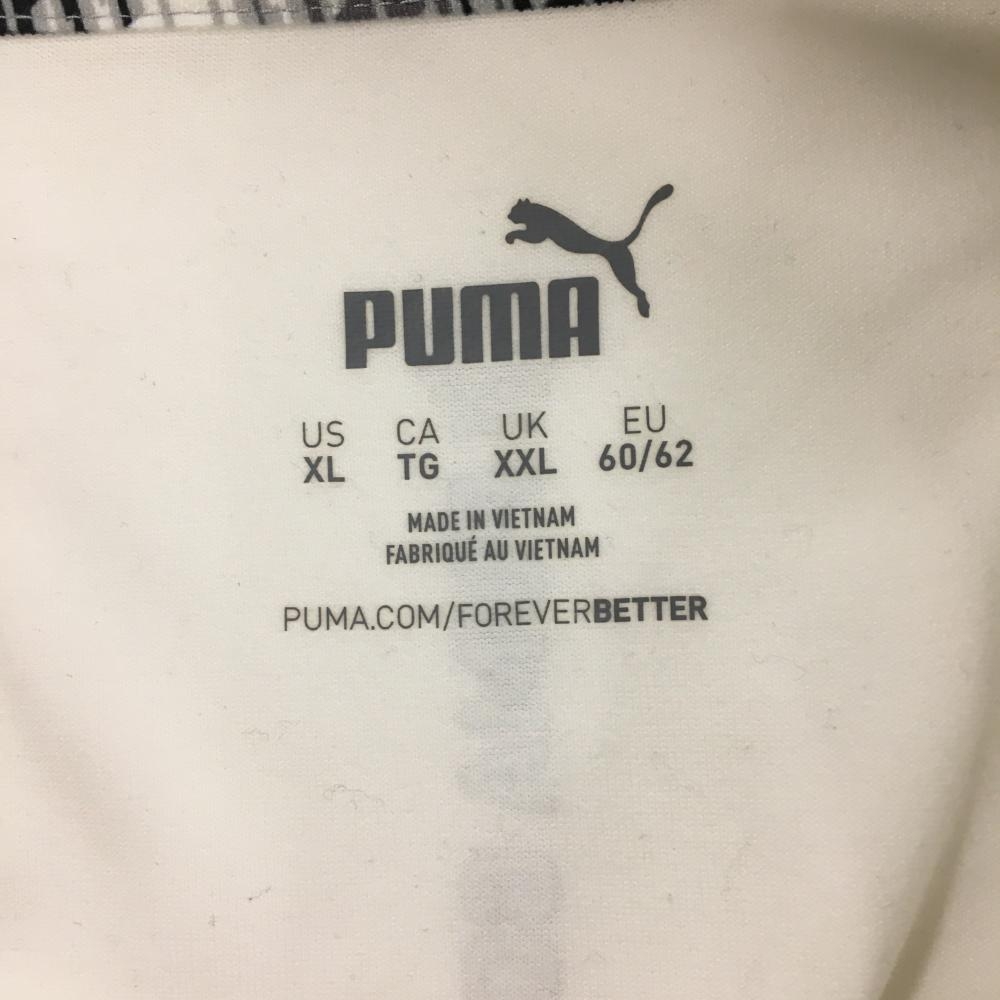 PUMA
US CA UK EU
XL TG XXL 60/62
MADE IN VIETNAM
FABRIQUÉ AU VIETNAM
PUMA.COM/FOREVERBETTER